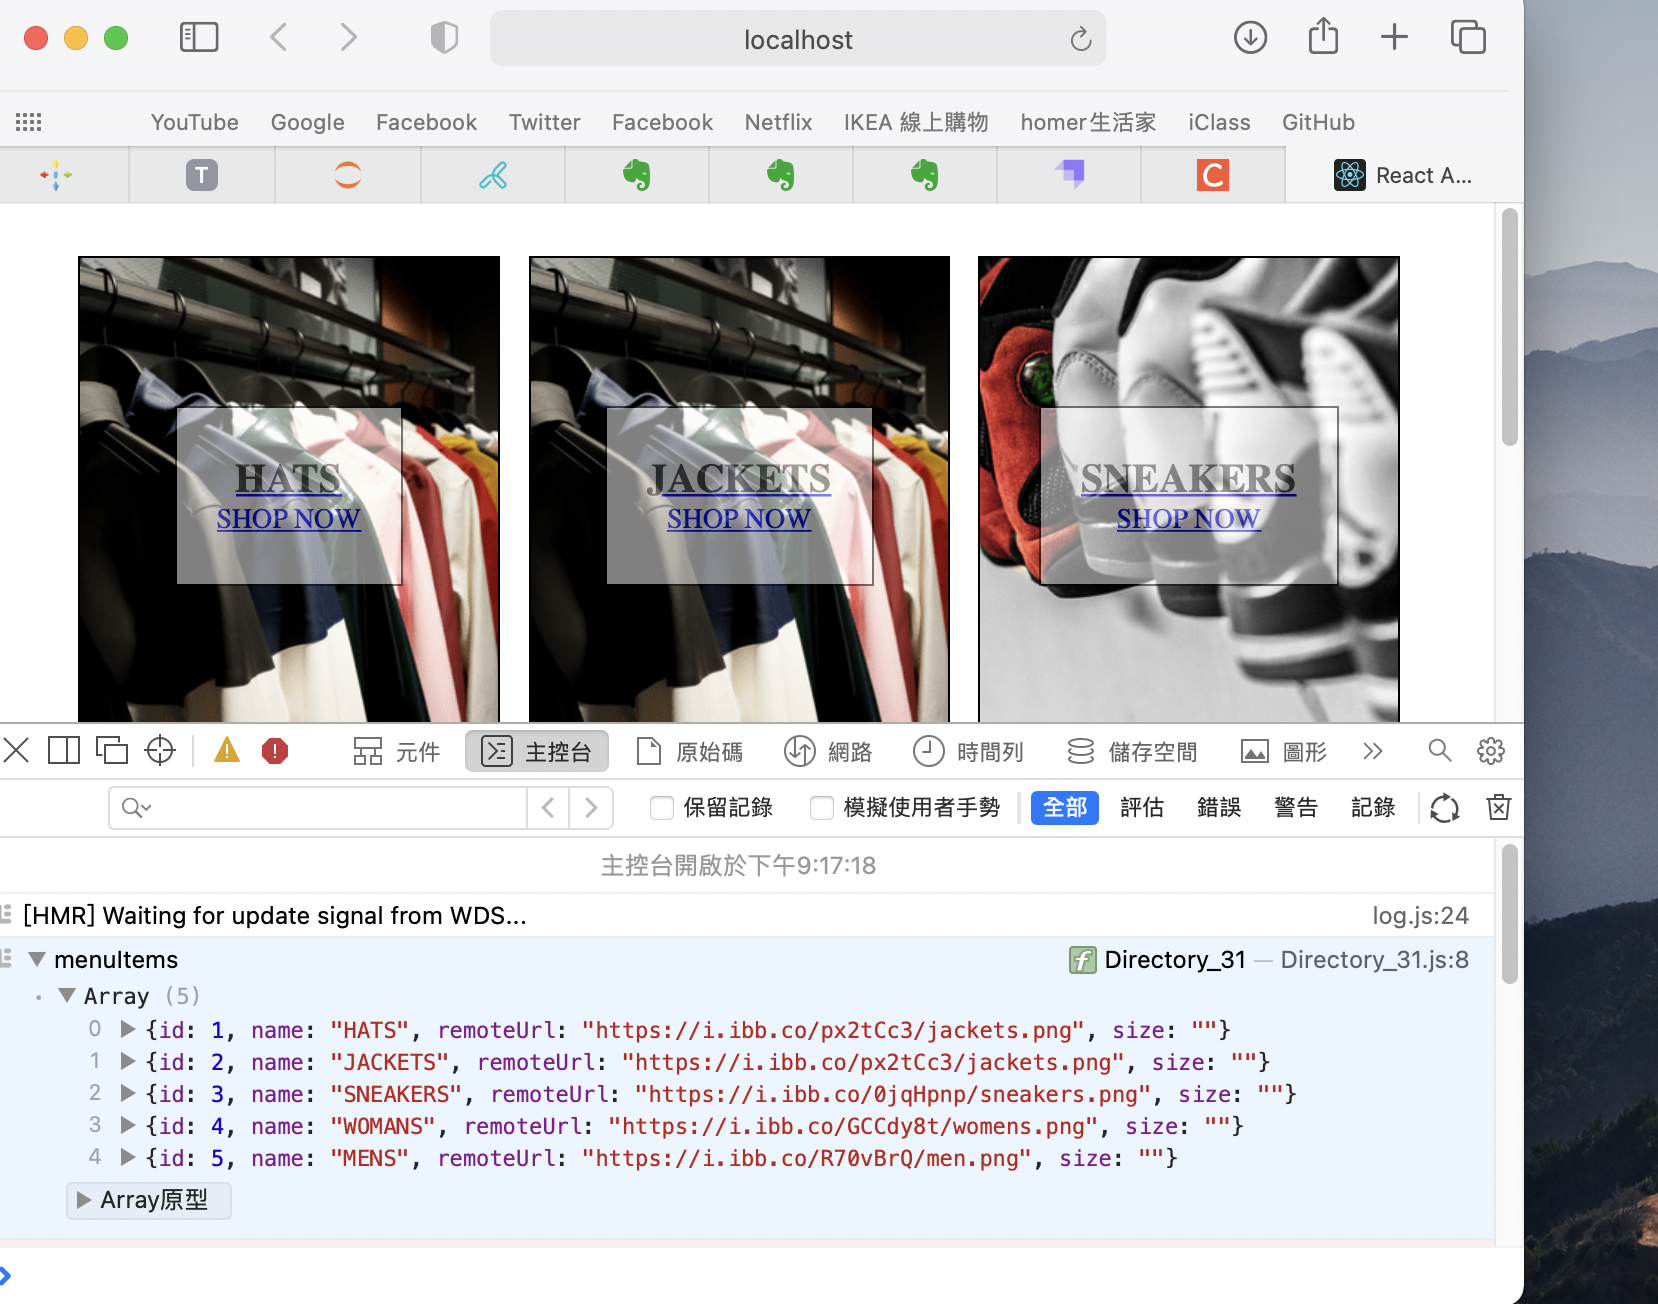 localhost
YouTube Google Facebook Twitter Facebook Netflix IKEA 線上購物 homer生活家 iClass GitHub
T C React A...
HATS
SHOP NOW
JACKETS
SHOP NOW
SNEAKERS
SHOP NOW
元件 主控台 原始碼 網路 時間列 儲存空間 圖形
保留記錄 模擬使用者手勢 全部 評估 錯誤 警告 記錄
主控台開啟於下午9:17:18
[HMR] Waiting for update signal from WDS... log.js:24
menuItems f Directory_31 — Directory_31.js:8
Array (5)
0 {id: 1, name: "HATS", remoteUrl: "https://i.ibb.co/px2tCc3/jackets.png", size: ""}
1 {id: 2, name: "JACKETS", remoteUrl: "https://i.ibb.co/px2tCc3/jackets.png", size: ""}
2 {id: 3, name: "SNEAKERS", remoteUrl: "https://i.ibb.co/0jqHpnp/sneakers.png", size: ""}
3 {id: 4, name: "WOMANS", remoteUrl: "https://i.ibb.co/GCCdy8t/womens.png", size: ""}
4 {id: 5, name: "MENS", remoteUrl: "https://i.ibb.co/R70vBrQ/men.png", size: ""}
Array原型